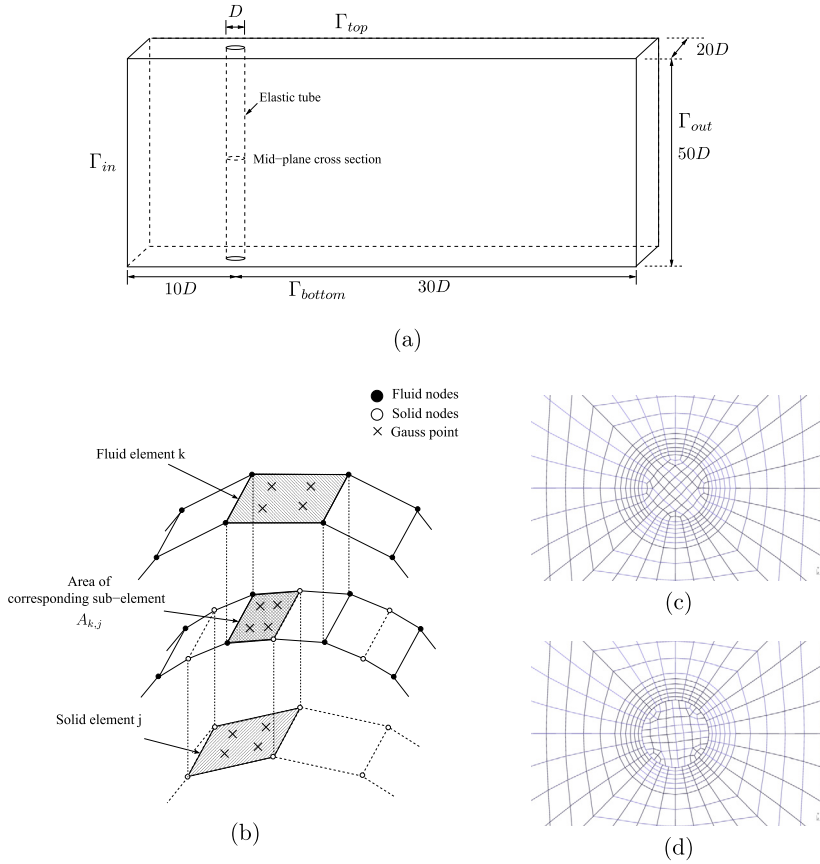 D
Γ_top
20D
Elastic tube
Γ_out
Γ_in
Mid−plane cross section
50D
10D
Γ_bottom
30D
(a)
Fluid nodes
Solid nodes
Gauss point
Fluid element k
Area of
corresponding sub−element
A_k,j
Solid element j
(b)
(c)
(d)